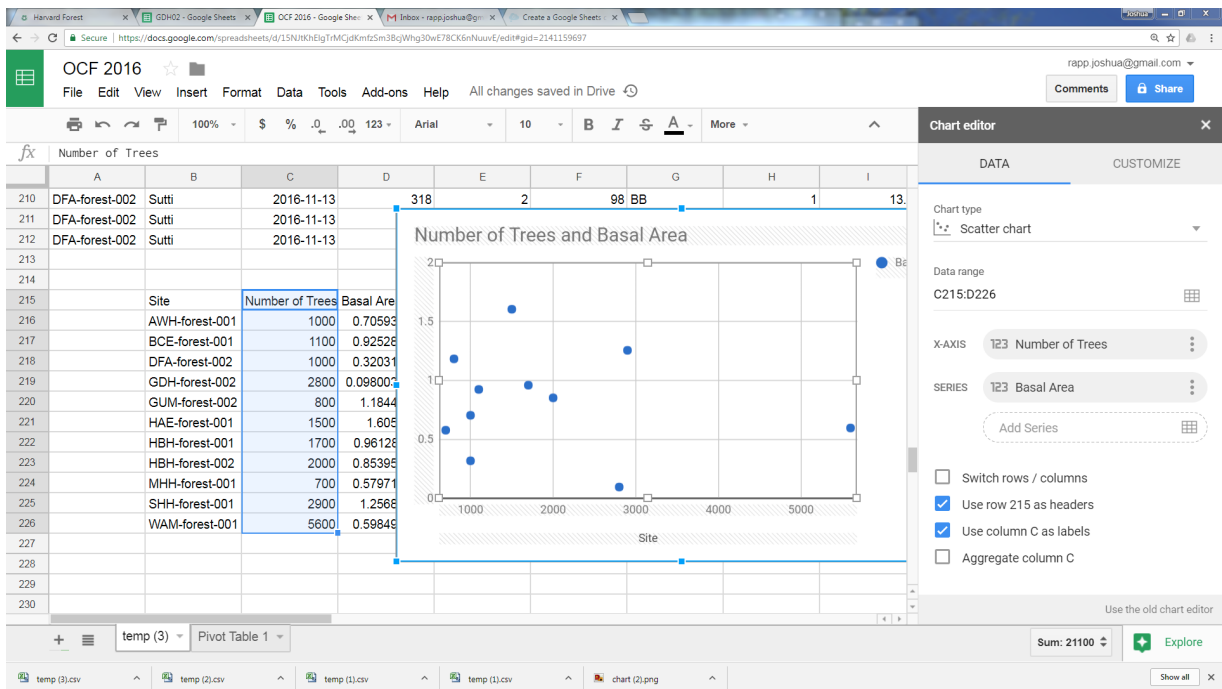 Harvard Forest
GDH02 - Google Sheets
OCF 2016 - Google Shee
M Inbox - rapp.joshua@gm
Create a Google Sheets
Joshua
Secure | https://docs.google.com/spreadsheets/d/15NJtKhElgTrMCjdKmfzSm3BcjWhg30wE78CK6nNuuvE/edit#gid=2141159697
OCF 2016
rapp.joshua@gmail.com
File Edit View Insert Format Data Tools Add-ons Help All changes saved in Drive
Comments
Share
100% $ % .0 .00 123 Arial 10 B I S A More
Chart editor
fx Number of Trees
DATA CUSTOMIZE
A B C D E F G H I
210 DFA-forest-002 Sutti 2016-11-13 318 2 98 BB 1 13.
211 DFA-forest-002 Sutti 2016-11-13
212 DFA-forest-002 Sutti 2016-11-13
213
214
215 Site Number of Trees Basal Are
216 AWH-forest-001 1000 0.70593
217 BCE-forest-001 1100 0.92528
218 DFA-forest-002 1000 0.32031
219 GDH-forest-002 2800 0.098003
220 GUM-forest-002 800 1.1844
221 HAE-forest-001 1500 1.605
222 HBH-forest-001 1700 0.96128
223 HBH-forest-002 2000 0.85395
224 MHH-forest-001 700 0.57971
225 SHH-forest-001 2900 1.2568
226 WAM-forest-001 5600 0.59849
227
228
229
230
Number of Trees and Basal Area
Ba
2
1.5
1
0.5
0
1000 2000 3000 4000 5000
Site
Chart type
Scatter chart
Data range
C215:D226
X-AXIS 123 Number of Trees
SERIES 123 Basal Area
Add Series
Switch rows / columns
Use row 215 as headers
Use column C as labels
Aggregate column C
Use the old chart editor
temp (3)
Pivot Table 1
Sum: 21100
Explore
temp (3).csv
temp (2).csv
temp (1).csv
temp (1).csv
chart (2).png
Show all